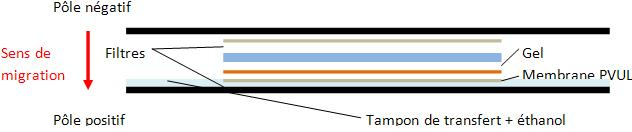 Pôle négatif
Sens de
migration
Filtres
Gel
Membrane PVUL
Pôle positif
Tampon de transfert + éthanol